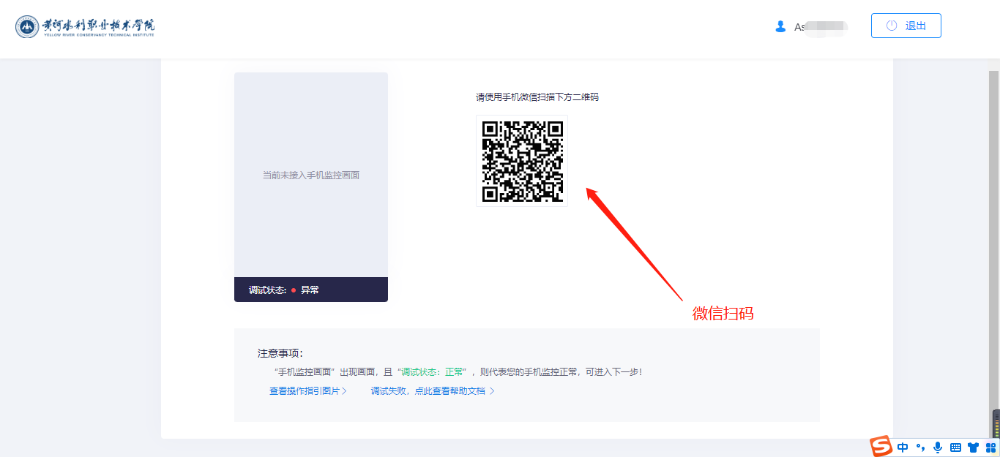 黄河水利职业技术学院
YELLOW RIVER CONSERVANCY TECHNICAL INSTITUTE
As
退出
请使用手机微信扫描下方二维码
当前未接入手机监控画面
调试状态: 异常
微信扫码
注意事项:
“手机监控画面”出现画面，且“调试状态：正常”，则代表您的手机监控正常，可进入下一步！
查看操作指引图片 调试失败，点此查看帮助文档
S 中